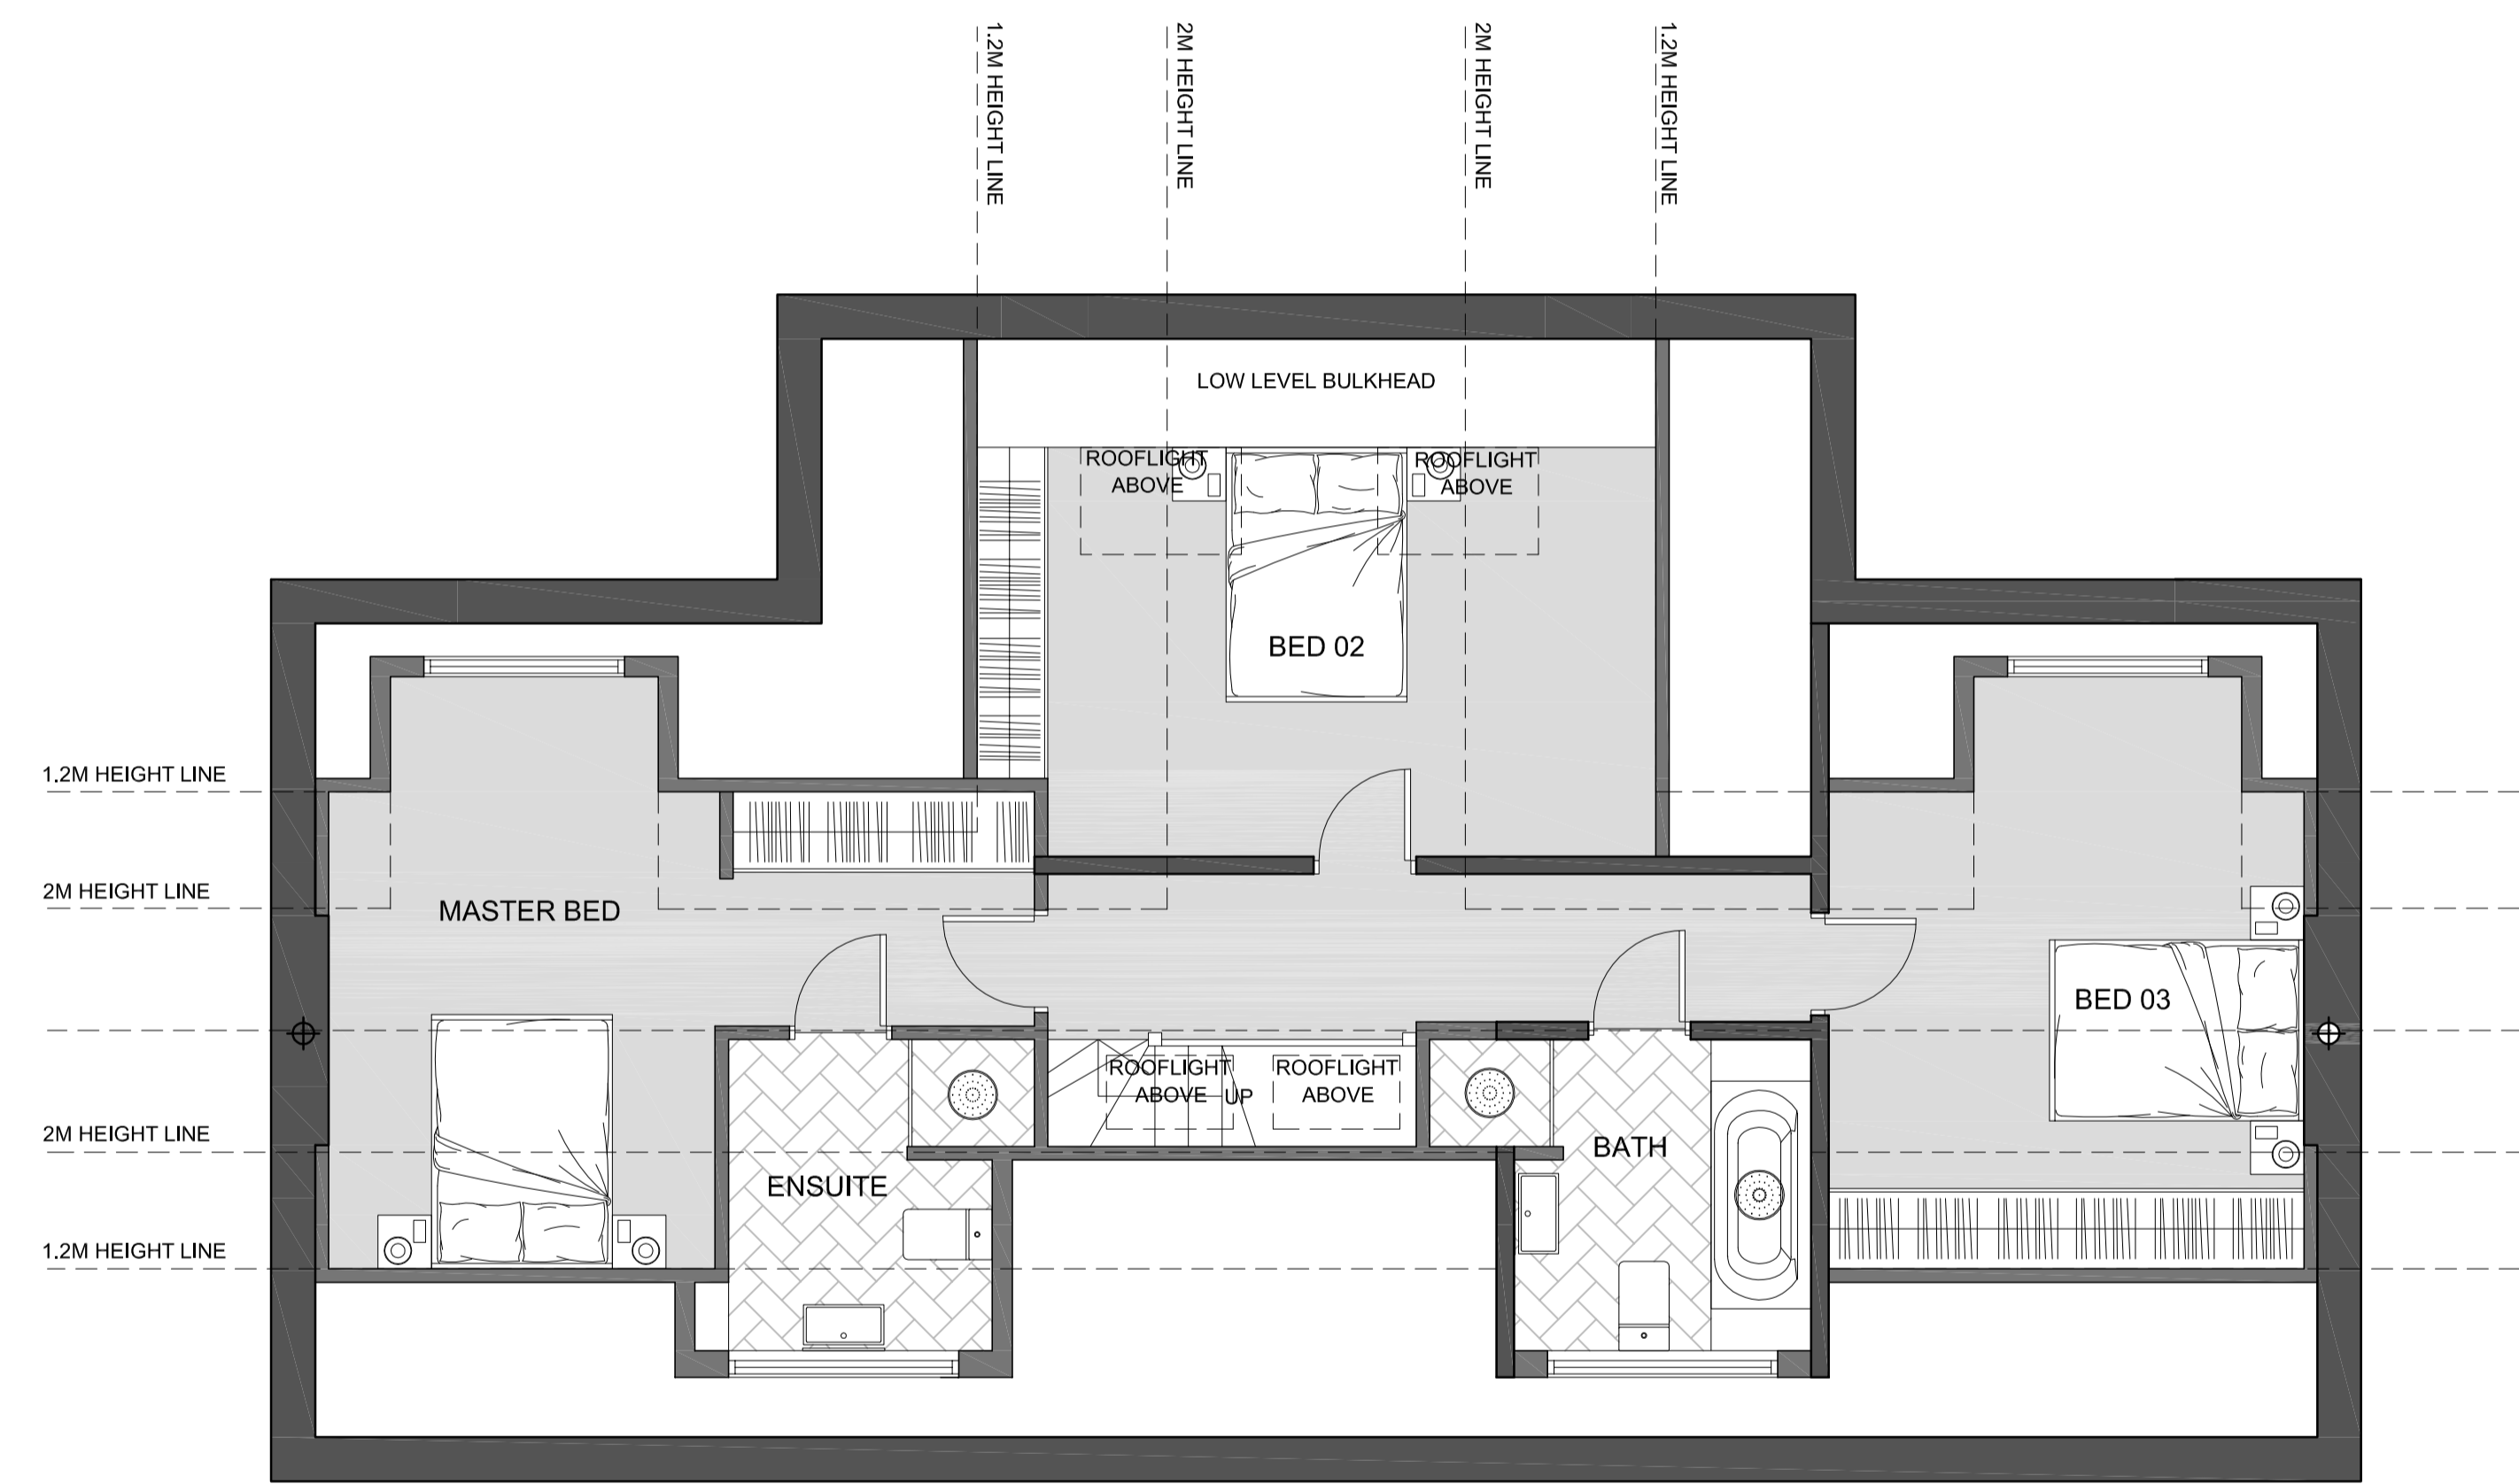 1.2M HEIGHT LINE
2M HEIGHT LINE
2M HEIGHT LINE
1.2M HEIGHT LINE
LOW LEVEL BULKHEAD
ROOFLIGHT
ABOVE
ROOFLIGHT
ABOVE
BED 02
1.2M HEIGHT LINE
2M HEIGHT LINE
MASTER BED
BED 03
ROOFLIGHT
ABOVE
UP
ROOFLIGHT
ABOVE
2M HEIGHT LINE
BATH
ENSUITE
1.2M HEIGHT LINE